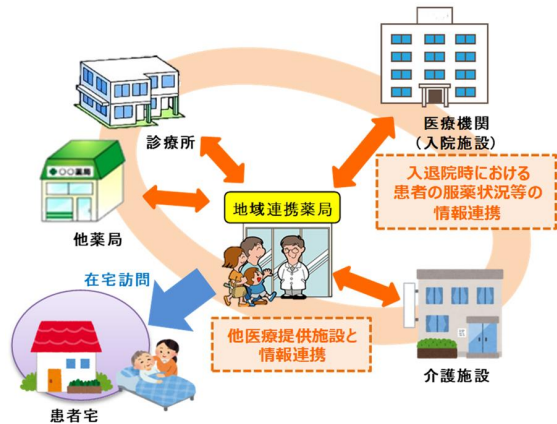 診療所
医療機関
(入院施設)
入退院時における
患者の服薬状況等の
情報連携
○○薬局
他薬局
地域連携薬局
在宅訪問
他医療提供施設と
情報連携
介護施設
患者宅